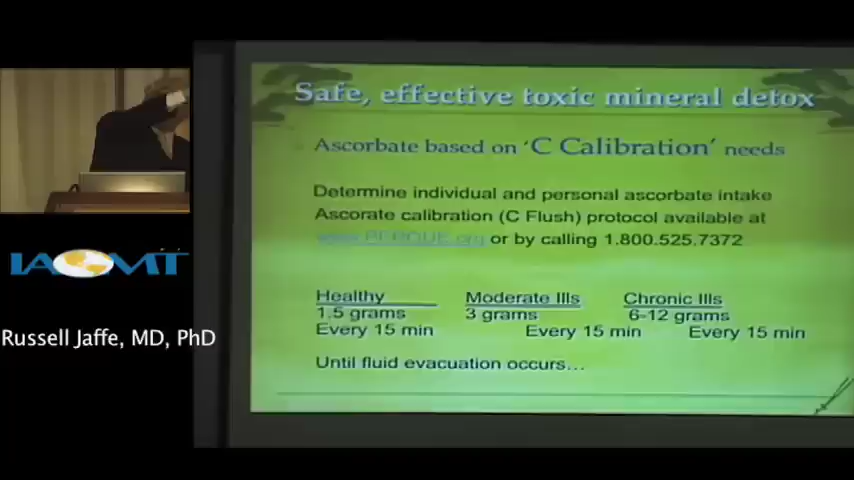 Safe, effective toxic mineral detox
Ascorbate based on 'C Calibration' needs
Determine individual and personal ascorbate intake
Ascorate calibration (C Flush) protocol available at
www.PERQUE.org or by calling 1.800.525.7372
Healthy Moderate Ills Chronic Ills
1.5 grams 3 grams 6-12 grams
Every 15 min Every 15 min Every 15 min
Until fluid evacuation occurs...
IAOMT
Russell Jaffe, MD, PhD